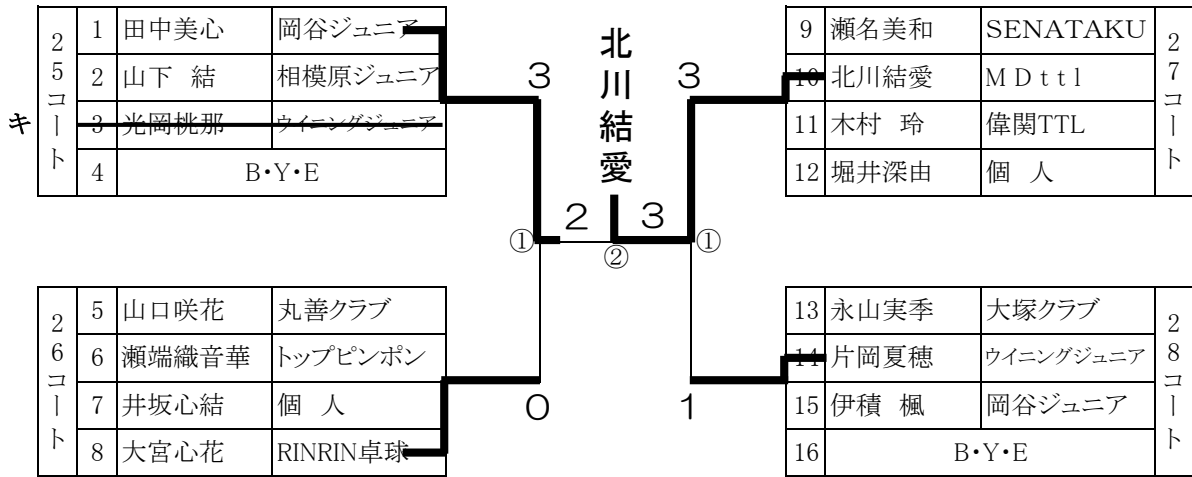 25コート
1 田中美心 岡谷ジュニア
2 山下 結 相模原ジュニア
キ 3 光岡桃那 ウイニングジュニア
4 B・Y・E
26コート
5 山口咲花 丸善クラブ
6 瀬端織音華 トップピンポン
7 井坂心結 個 人
8 大宮心花 RINRIN卓球
3
①
0
北川結愛
2 3
②
3
①
1
27コート
9 瀬名美和 SENATAKU
10 北川結愛 MDttl
11 木村 玲 偉関TTL
12 堀井深由 個 人
28コート
13 永山実季 大塚クラブ
14 片岡夏穂 ウイニングジュニア
15 伊積 楓 岡谷ジュニア
16 B・Y・E